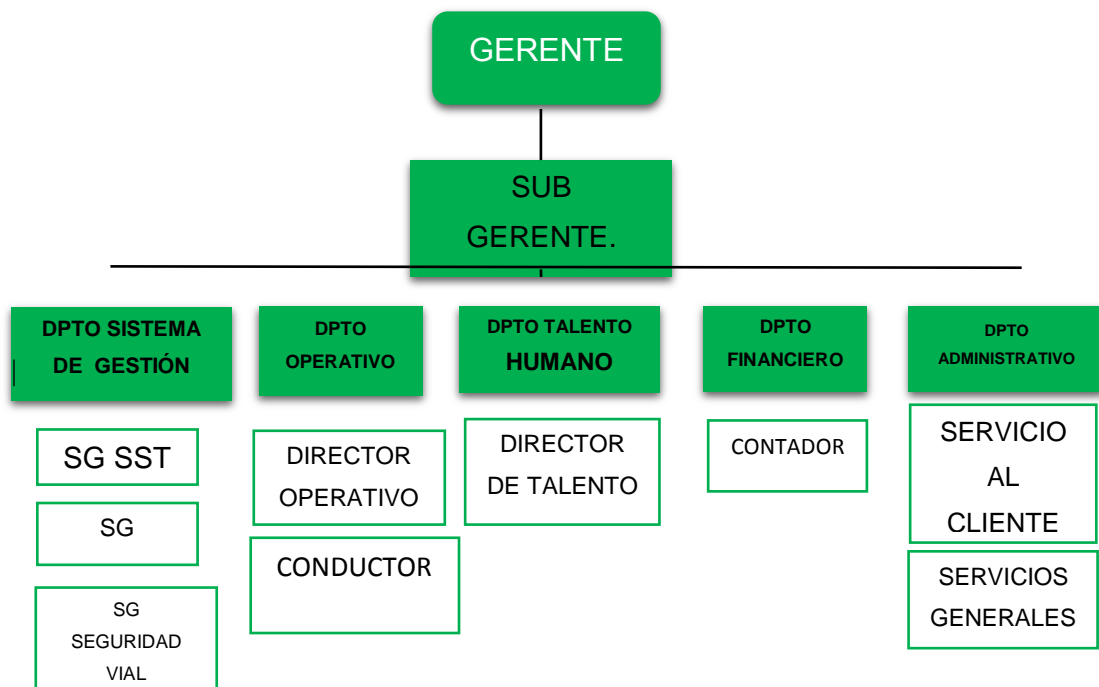 GERENTE
SUB
GERENTE.
DPTO SISTEMA
DE GESTIÓN
DPTO
OPERATIVO
DPTO TALENTO
HUMANO
DPTO
FINANCIERO
DPTO
ADMINISTRATIVO
SG SST
SG
SG
SEGURIDAD
VIAL
DIRECTOR
OPERATIVO
CONDUCTOR
DIRECTOR
DE TALENTO
CONTADOR
SERVICIO
AL
CLIENTE
SERVICIOS
GENERALES